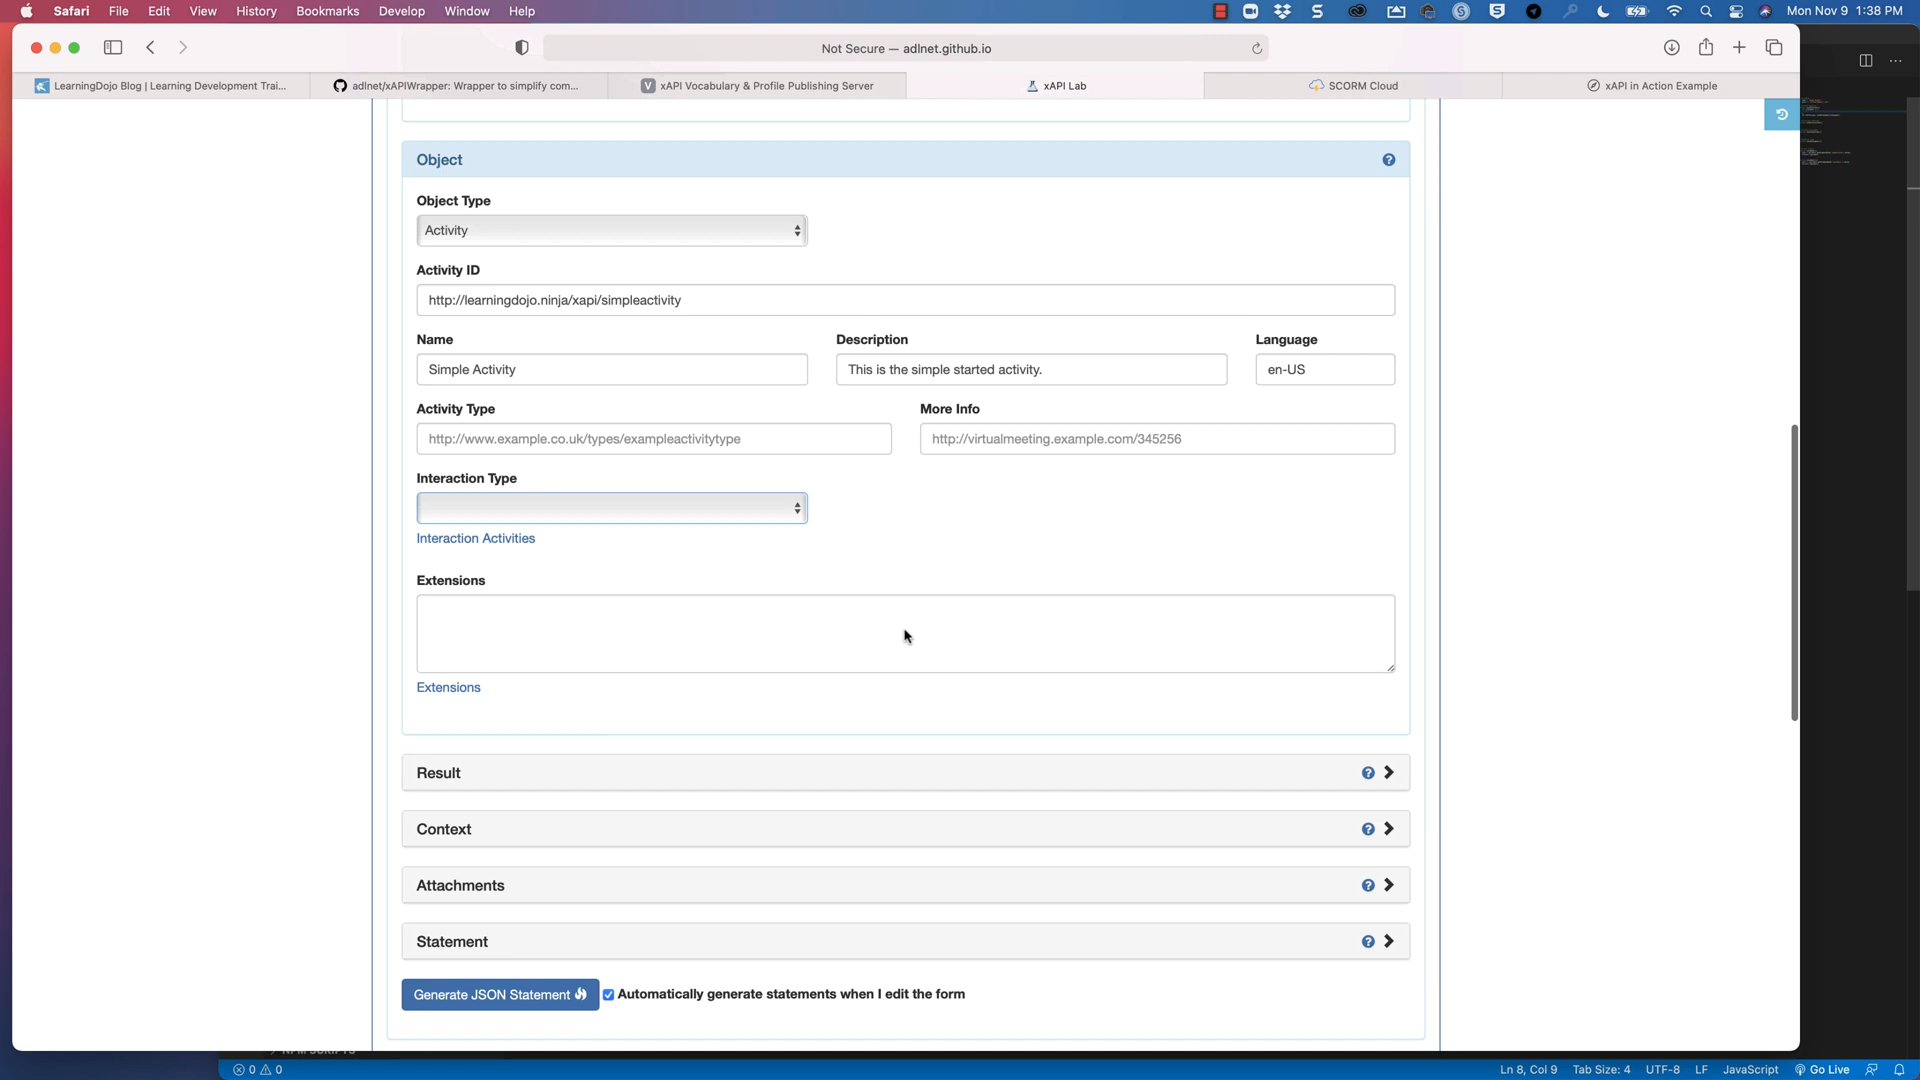 Safari File Edit View History Bookmarks Develop Window Help Mon Nov 9 1:38 PM
Not Secure — adlnet.github.io
LearningDojo Blog | Learning Development Trai... adlnet/xAPIWrapper: Wrapper to simplify com... xAPI Vocabulary & Profile Publishing Server xAPI Lab SCORM Cloud xAPI in Action Example
Object
Object Type
Activity
Activity ID
http://learningdojo.ninja/xapi/simpleactivity
Name Description Language
Simple Activity This is the simple started activity. en-US
Activity Type More Info
http://www.example.co.uk/types/exampleactivitytype http://virtualmeeting.example.com/345256
Interaction Type
Interaction Activities
Extensions
Extensions
Result
Context
Attachments
Statement
Generate JSON Statement Automatically generate statements when I edit the form
NPM SCRIPTS
0 0 Ln 8, Col 9 Tab Size: 4 UTF-8 LF JavaScript Go Live